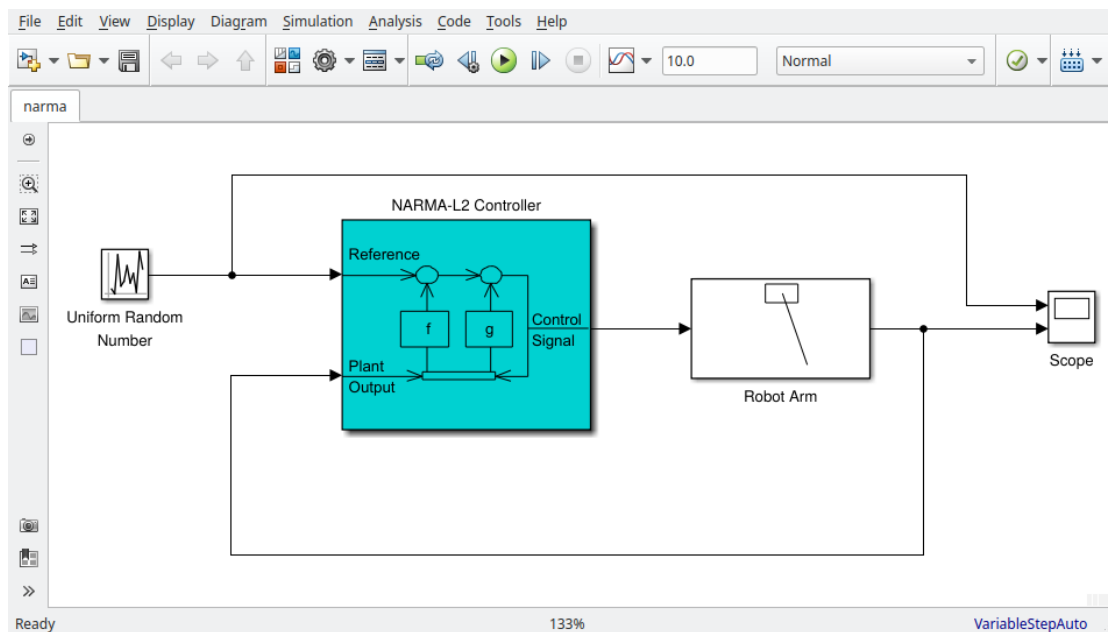 File Edit View Display Diagram Simulation Analysis Code Tools Help
10.0 Normal
narma
NARMA-L2 Controller
Reference
Uniform Random
Number
f
g
Control
Signal
Plant
Output
Robot Arm
Scope
Ready 133% VariableStepAuto